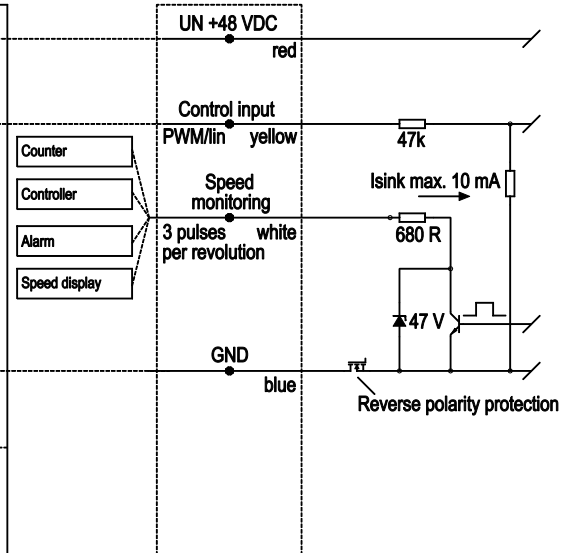 UN +48 VDC
red
Control input
PWM/lin yellow
47k
Counter
Controller
Alarm
Speed display
Speed
monitoring
3 pulses white
per revolution
Isink max. 10 mA
680 R
47 V
GND
blue
Reverse polarity protection